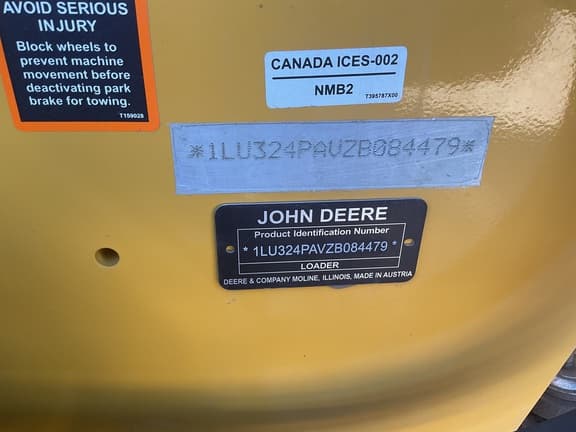 AVOID SERIOUS
INJURY
Block wheels to
prevent machine
movement before
deactivating park
brake for towing.
T159028
CANADA ICES-002
NMB2
T395787X00
*1LU324PAVZB084479*
JOHN DEERE
Product Identification Number
* 1LU324PAVZB084479 *
LOADER
DEERE & COMPANY MOLINE, ILLINOIS, MADE IN AUSTRIA